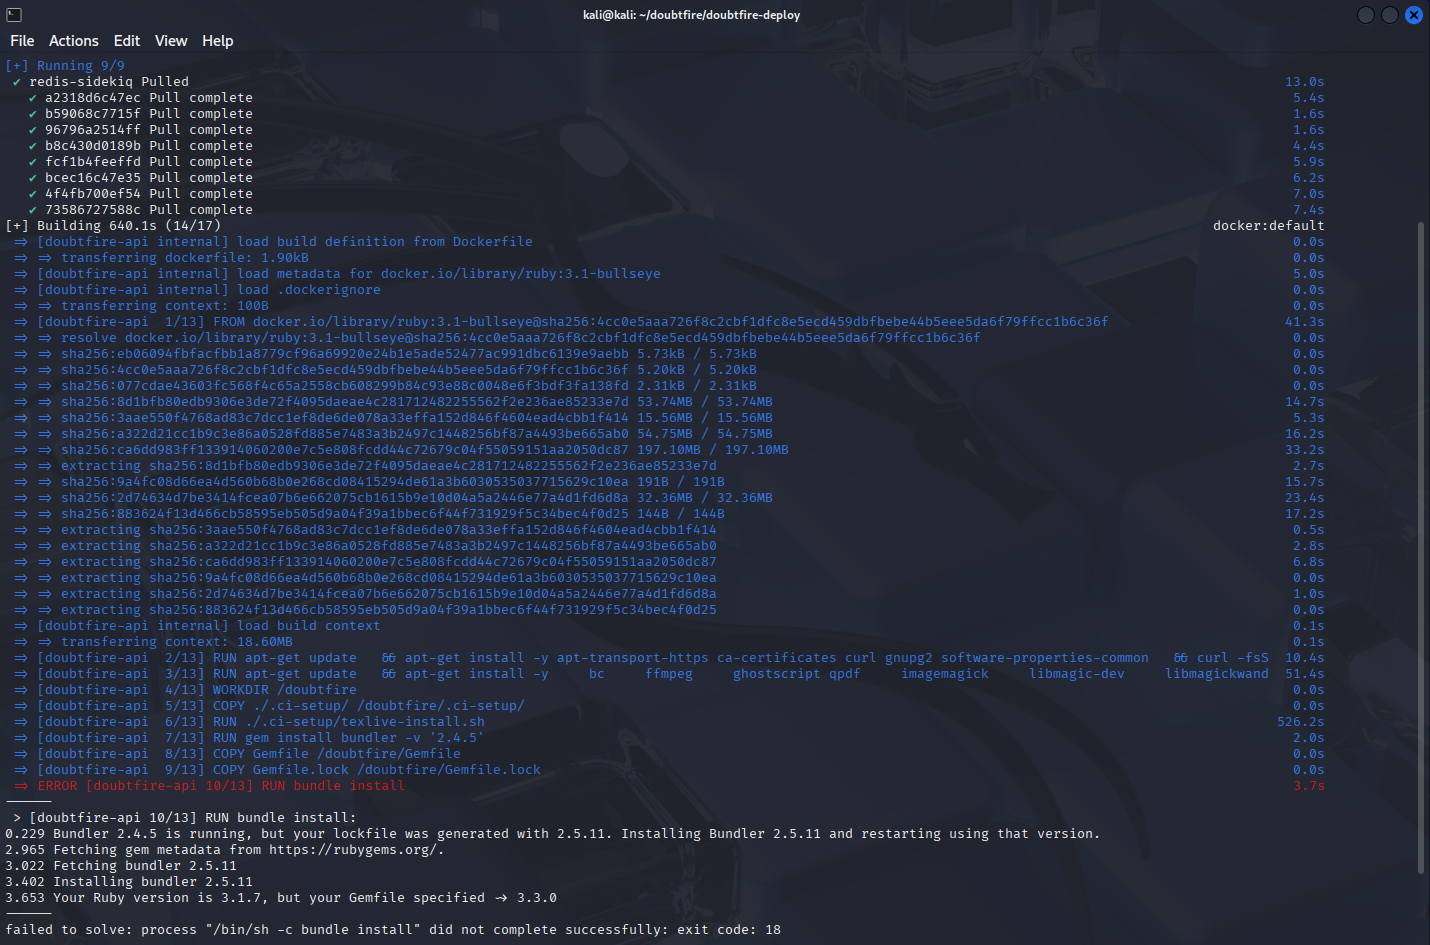 kali@kali: ~/doubtfire/doubtfire-deploy
File Actions Edit View Help
[+] Running 9/9
✔ redis-sidekiq Pulled 13.0s
✔ a2318d6c47ec Pull complete 5.4s
✔ b59068c7715f Pull complete 1.6s
✔ 96796a2514ff Pull complete 1.6s
✔ b8c430d0189b Pull complete 4.4s
✔ fcf1b4feeffd Pull complete 5.9s
✔ bcec16c47e35 Pull complete 6.2s
✔ 4f4fb700ef54 Pull complete 7.0s
✔ 73586727588c Pull complete 7.4s
[+] Building 640.1s (14/17) docker:default
=> [doubtfire-api internal] load build definition from Dockerfile 0.0s
=> => transferring dockerfile: 1.90kB 0.0s
=> [doubtfire-api internal] load metadata for docker.io/library/ruby:3.1-bullseye 5.0s
=> [doubtfire-api internal] load .dockerignore 0.0s
=> => transferring context: 100B 0.0s
=> [doubtfire-api 1/13] FROM docker.io/library/ruby:3.1-bullseye@sha256:4cc0e5aaa726f8c2cbf1dfc8e5ecd459dbfbebe44b5eee5da6f79ffcc1b6c36f 41.3s
=> => resolve docker.io/library/ruby:3.1-bullseye@sha256:4cc0e5aaa726f8c2cbf1dfc8e5ecd459dbfbebe44b5eee5da6f79ffcc1b6c36f 0.0s
=> => sha256:eb06094fbfacfbb1a8779cf96a69920e24b1e5ade52477ac991dbc6139e9aebb 5.73kB / 5.73kB 0.0s
=> => sha256:4cc0e5aaa726f8c2cbf1dfc8e5ecd459dbfbebe44b5eee5da6f79ffcc1b6c36f 5.20kB / 5.20kB 0.0s
=> => sha256:077cdae43603fc568f4c65a2558cb608299b84c93e88c0048e6f3bdf3fa138fd 2.31kB / 2.31kB 0.0s
=> => sha256:8d1bfb80edb9306e3de72f4095daeae4c281712482255562f2e236ae85233e7d 53.74MB / 53.74MB 14.7s
=> => sha256:3aae550f4768ad83c7dcc1ef8de6de078a33effa152d846f4604ead4cbb1f414 15.56MB / 15.56MB 5.3s
=> => sha256:a322d21cc1b9c3e86a0528fd885e7483a3b2497c1448256bf87a4493be665ab0 54.75MB / 54.75MB 16.2s
=> => sha256:ca6dd983ff133914060200e7c5e808fcdd44c72679c04f55059151aa2050dc87 197.10MB / 197.10MB 33.2s
=> => extracting sha256:8d1bfb80edb9306e3de72f4095daeae4c281712482255562f2e236ae85233e7d 2.7s
=> => sha256:9a4fc08d66ea4d560b68b0e268cd08415294de61a3b6030535037715629c10ea 191B / 191B 15.7s
=> => sha256:2d74634d7be3414fcea07b6e662075cb1615b9e10d04a5a2446e77a4d1fd6d8a 32.36MB / 32.36MB 23.4s
=> => sha256:883624f13d466cb58595eb505d9a04f39a1bbec6f44f731929f5c34bec4f0d25 144B / 144B 17.2s
=> => extracting sha256:3aae550f4768ad83c7dcc1ef8de6de078a33effa152d846f4604ead4cbb1f414 0.5s
=> => extracting sha256:a322d21cc1b9c3e86a0528fd885e7483a3b2497c1448256bf87a4493be665ab0 2.8s
=> => extracting sha256:ca6dd983ff133914060200e7c5e808fcdd44c72679c04f55059151aa2050dc87 6.8s
=> => extracting sha256:9a4fc08d66ea4d560b68b0e268cd08415294de61a3b6030535037715629c10ea 0.0s
=> => extracting sha256:2d74634d7be3414fcea07b6e662075cb1615b9e10d04a5a2446e77a4d1fd6d8a 1.0s
=> => extracting sha256:883624f13d466cb58595eb505d9a04f39a1bbec6f44f731929f5c34bec4f0d25 0.0s
=> [doubtfire-api internal] load build context 0.1s
=> => transferring context: 18.60MB 0.1s
=> [doubtfire-api 2/13] RUN apt-get update && apt-get install -y apt-transport-https ca-certificates curl gnupg2 software-properties-common && curl -fsS 10.4s
=> [doubtfire-api 3/13] RUN apt-get update && apt-get install -y bc ffmpeg ghostscript qpdf imagemagick libmagic-dev libmagickwand 51.4s
=> [doubtfire-api 4/13] WORKDIR /doubtfire 0.0s
=> [doubtfire-api 5/13] COPY ./.ci-setup/ /doubtfire/.ci-setup/ 0.0s
=> [doubtfire-api 6/13] RUN ./.ci-setup/texlive-install.sh 526.2s
=> [doubtfire-api 7/13] RUN gem install bundler -v '2.4.5' 2.0s
=> [doubtfire-api 8/13] COPY Gemfile /doubtfire/Gemfile 0.0s
=> [doubtfire-api 9/13] COPY Gemfile.lock /doubtfire/Gemfile.lock 0.0s
=> ERROR [doubtfire-api 10/13] RUN bundle install 3.7s
------
> [doubtfire-api 10/13] RUN bundle install:
0.229 Bundler 2.4.5 is running, but your lockfile was generated with 2.5.11. Installing Bundler 2.5.11 and restarting using that version.
2.965 Fetching gem metadata from https://rubygems.org/.
3.022 Fetching bundler 2.5.11
3.402 Installing bundler 2.5.11
3.653 Your Ruby version is 3.1.7, but your Gemfile specified -> 3.3.0
------
failed to solve: process "/bin/sh -c bundle install" did not complete successfully: exit code: 18